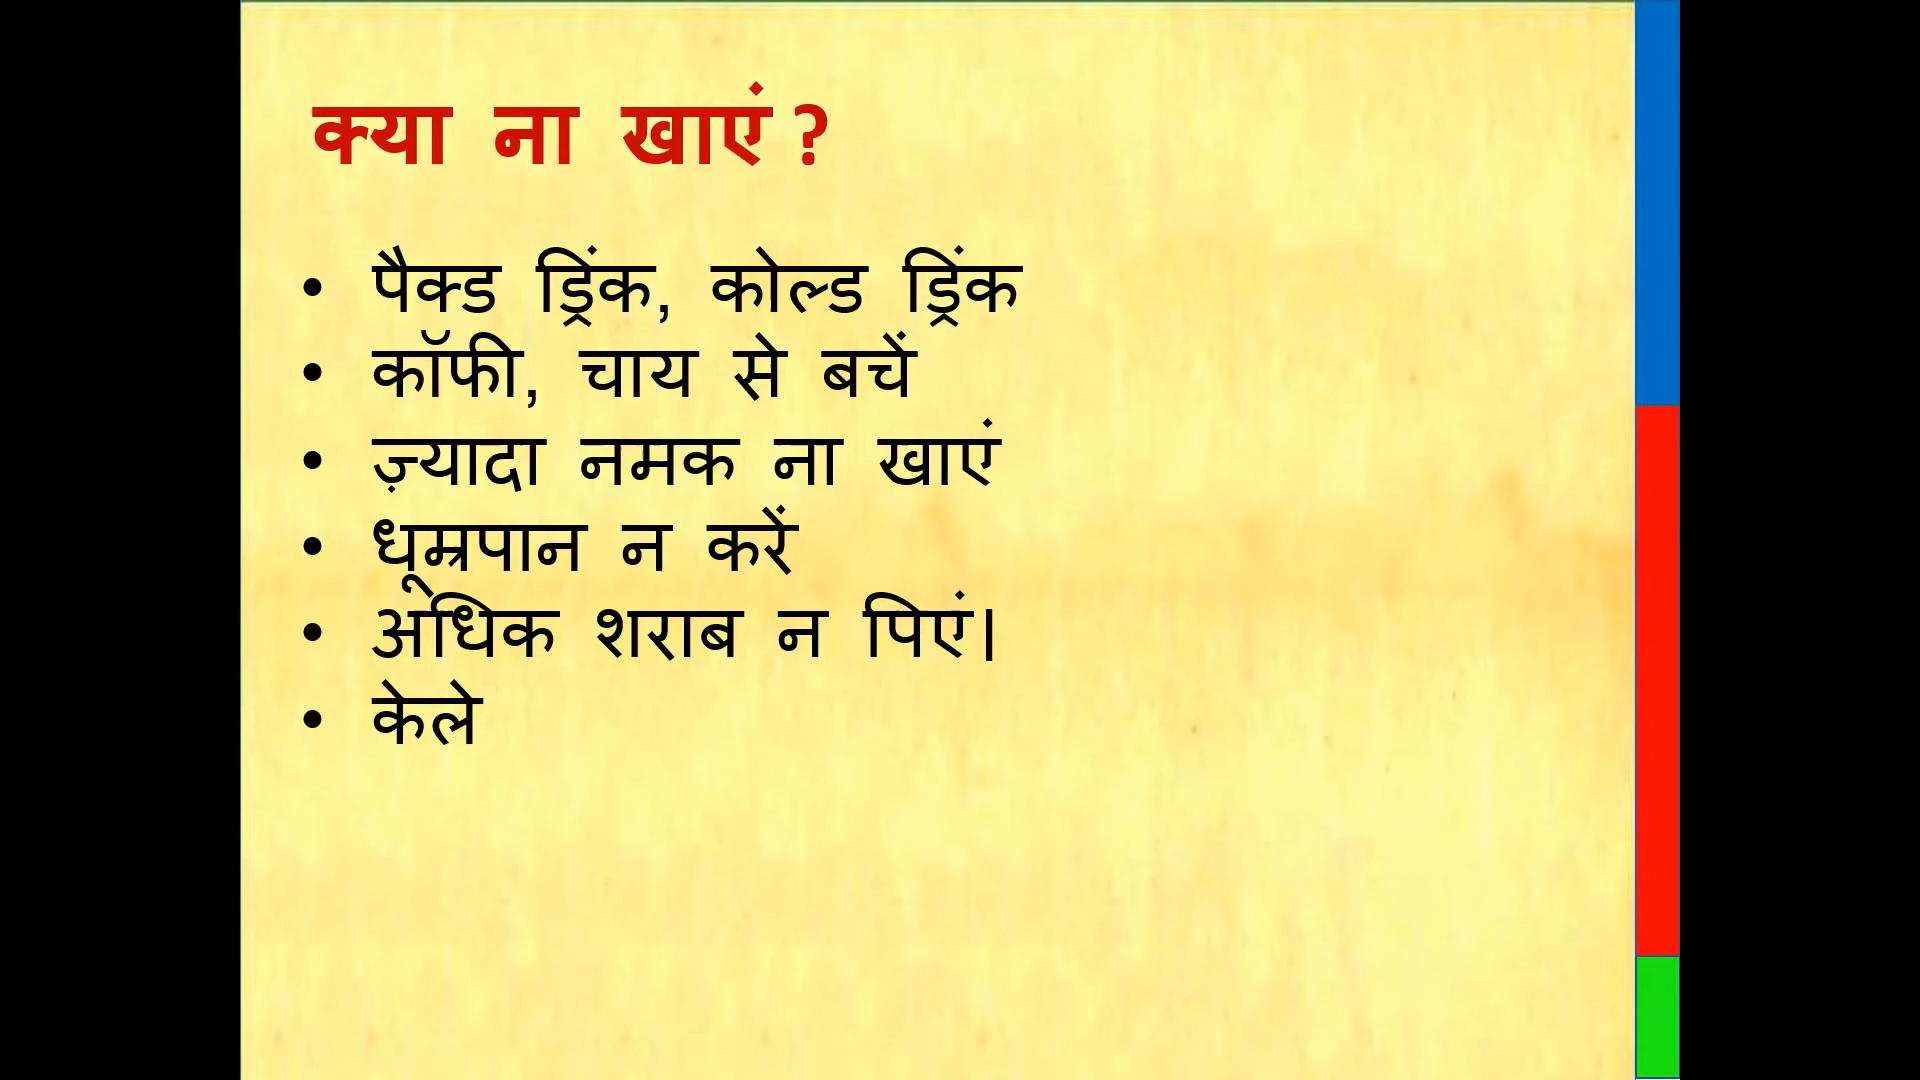 क्या ना खाएं ?
• पैक्ड ड्रिंक, कोल्ड ड्रिंक
• कॉफी, चाय से बचें
• ज़्यादा नमक ना खाएं
• धूम्रपान न करें
• अधिक शराब न पिएं।
• केले